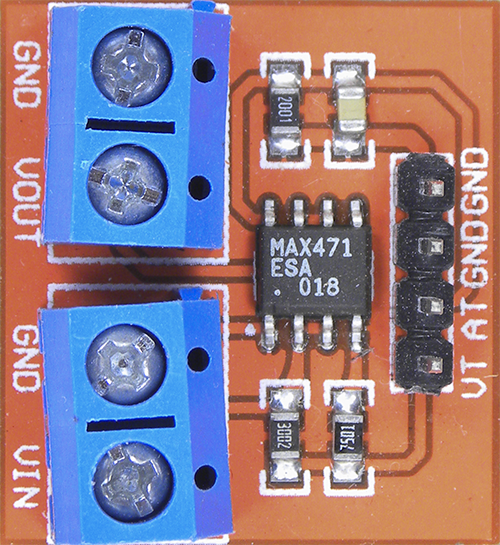 GND
VOUT
GND
VIN
2001
MAX471
ESA
. 018
3002
7501
VT AT GND GND